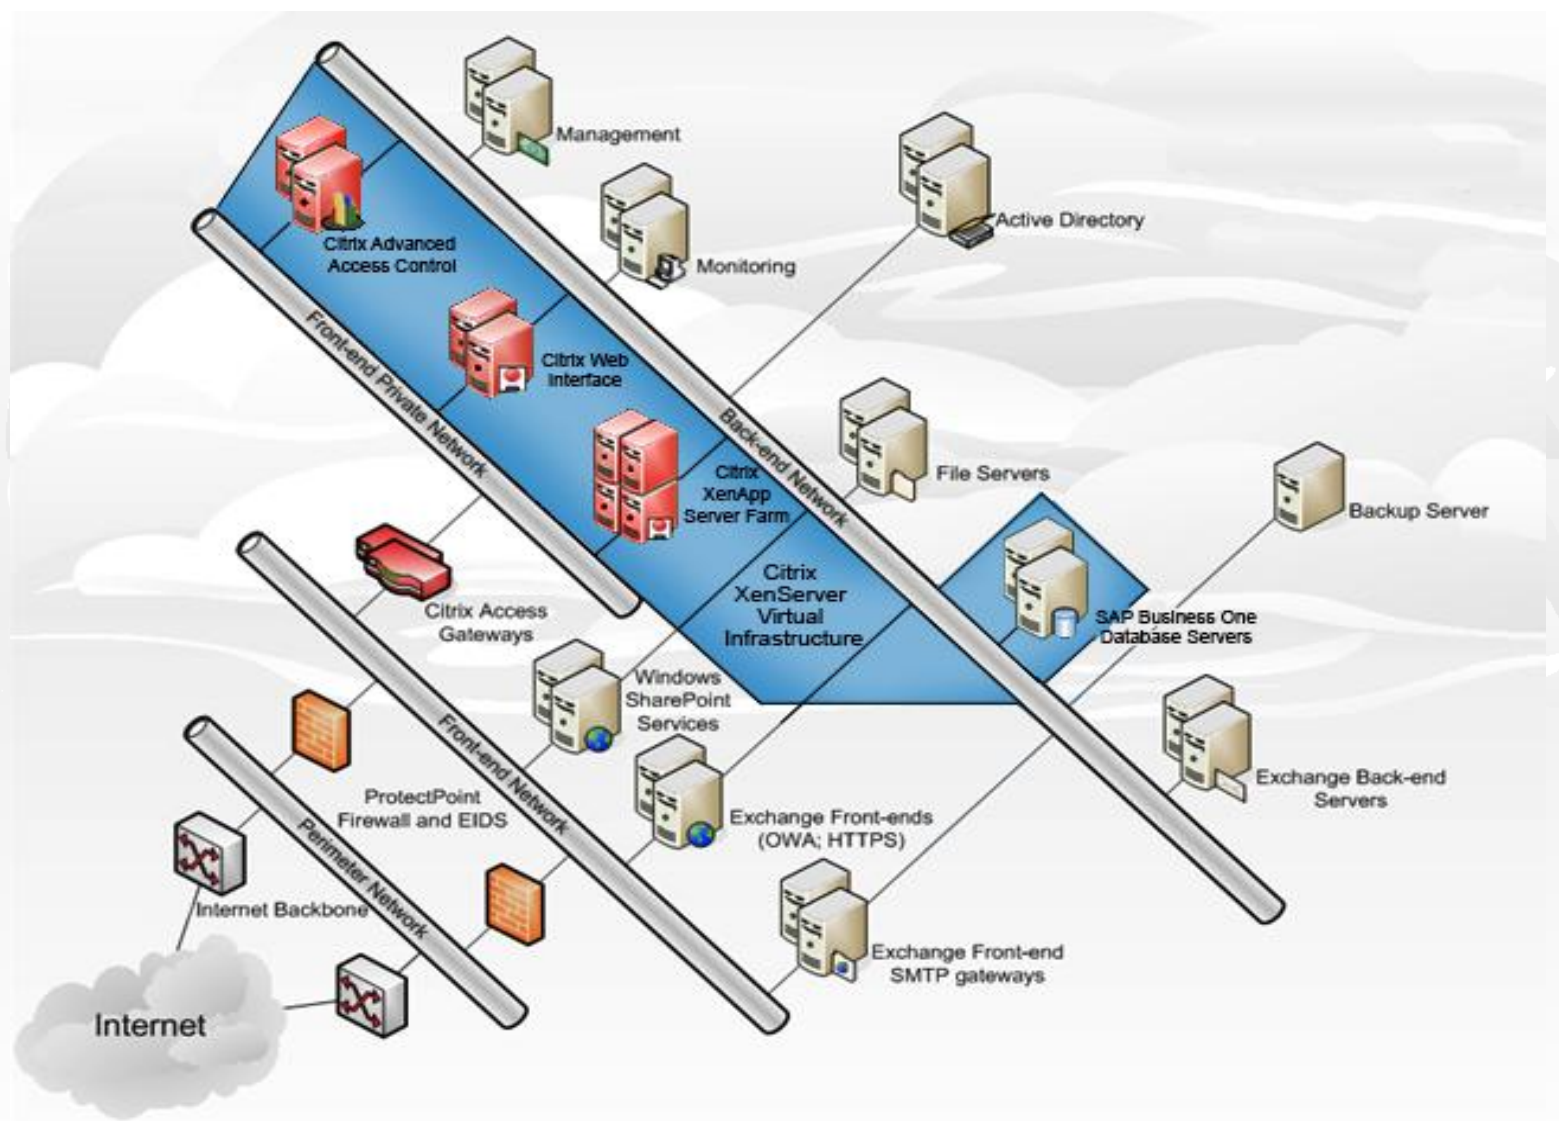 Management
Active Directory
Monitoring
Citrix Advanced
Access Control
Front-end Private Network
Citrix Web
Interface
Back-end Network
File Servers
Citrix
XenApp
Server Farm
Backup Server
Citrix
XenServer
Virtual
Infrastructure
SAP Business One
Database Servers
Citrix Access
Gateways
Windows
SharePoint
Services
Front-end Network
Exchange Back-end
Servers
ProtectPoint
Firewall and EIDS
Exchange Front-ends
(OWA; HTTPS)
Perimeter Network
Internet Backbone
Exchange Front-end
SMTP gateways
Internet